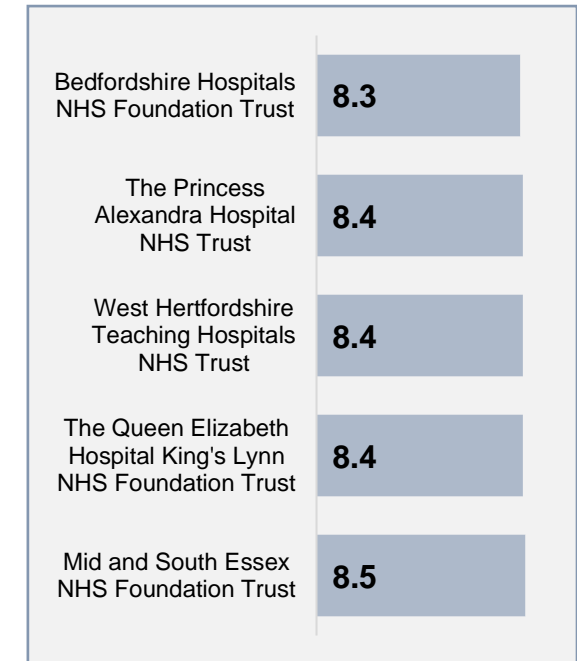 Bedfordshire Hospitals
NHS Foundation Trust
8.3
The Princess
Alexandra Hospital
NHS Trust
8.4
West Hertfordshire
Teaching Hospitals
NHS Trust
8.4
The Queen Elizabeth
Hospital King's Lynn
NHS Foundation Trust
8.4
Mid and South Essex
NHS Foundation Trust
8.5